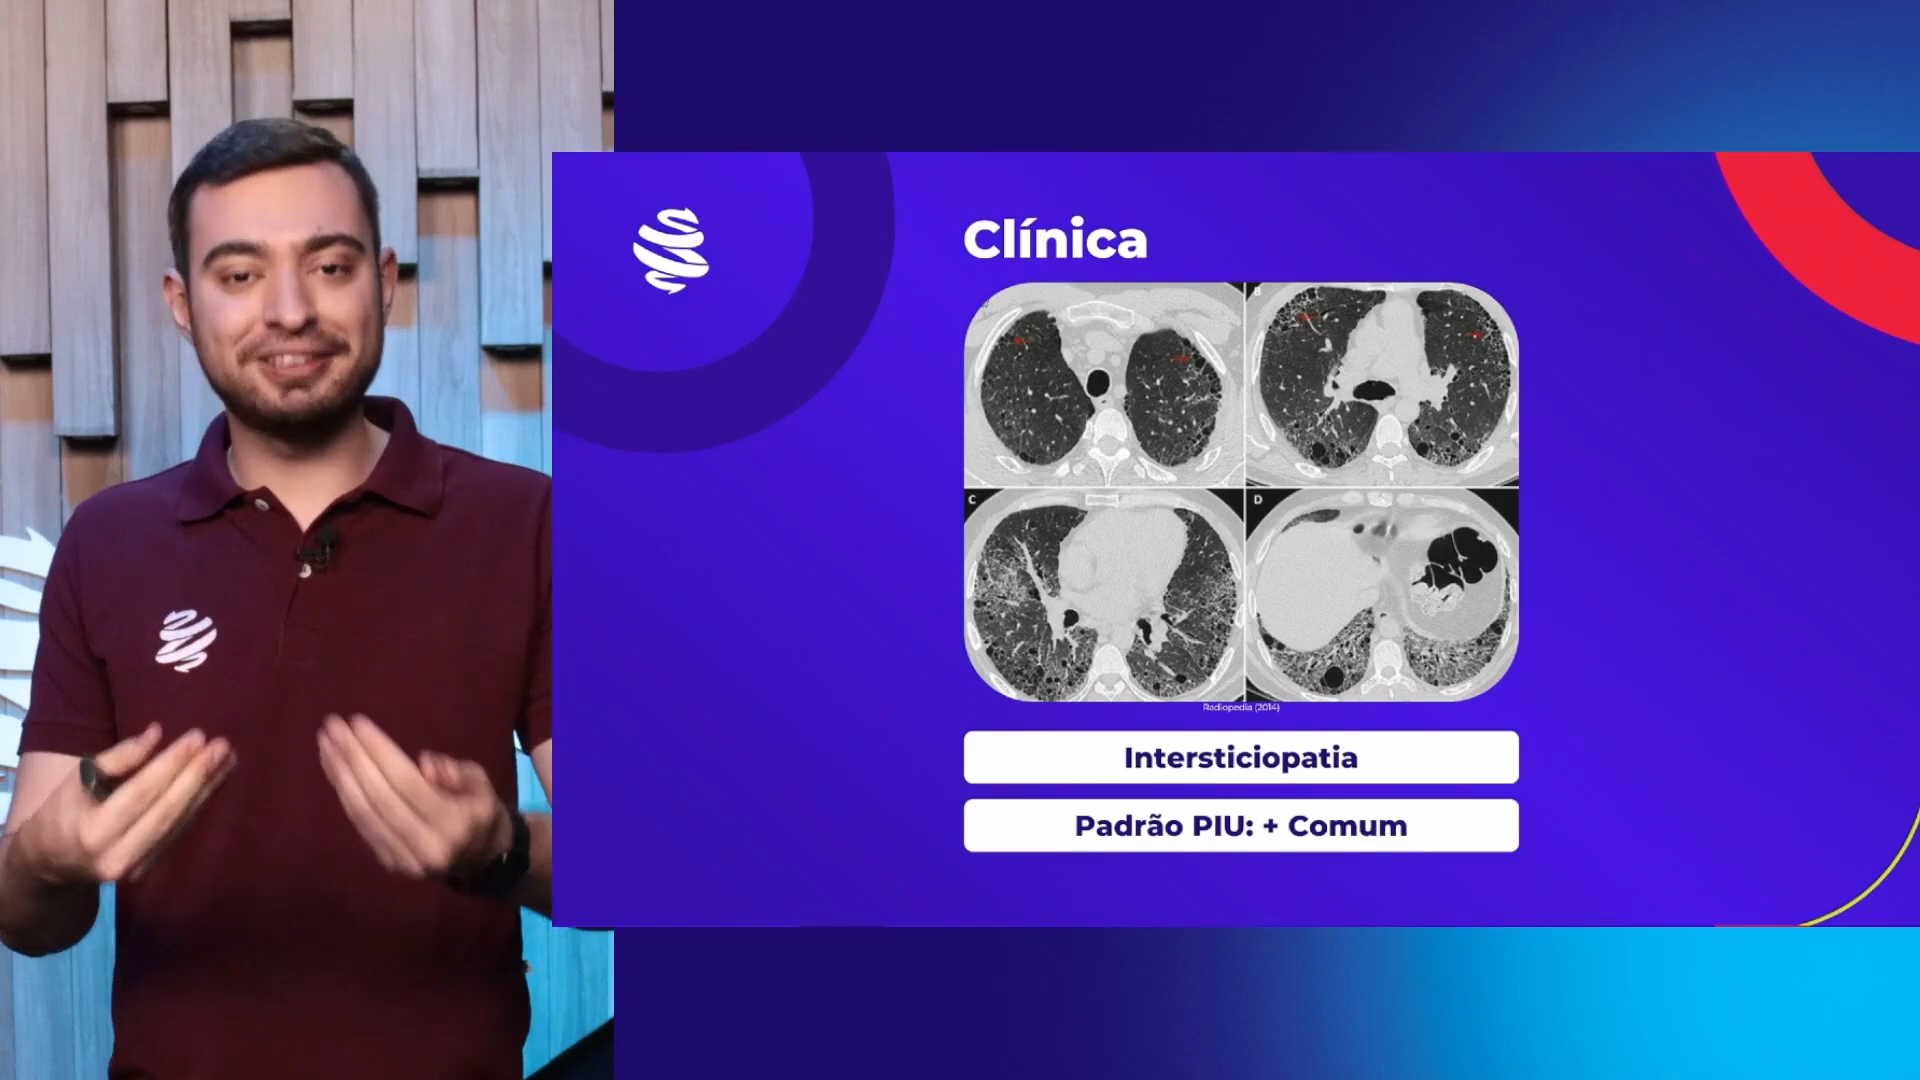 Clínica
B
C
D
Radiopedia (2014)
Intersticiopatia
Padrão PIU: + Comum